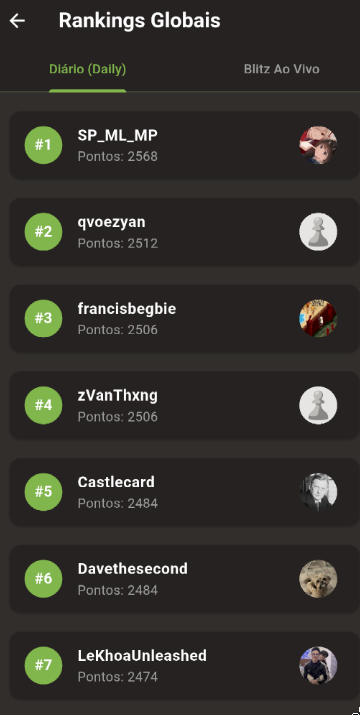 Rankings Globais
Diário (Daily) Blitz Ao Vivo
#1 SP_ML_MP
Pontos: 2568
#2 qvoezyan
Pontos: 2512
#3 francisbegbie
Pontos: 2506
#4 zVanThxng
Pontos: 2506
#5 Castlecard
Pontos: 2484
#6 Davethesecond
Pontos: 2484
#7 LeKhoaUnleashed
Pontos: 2474